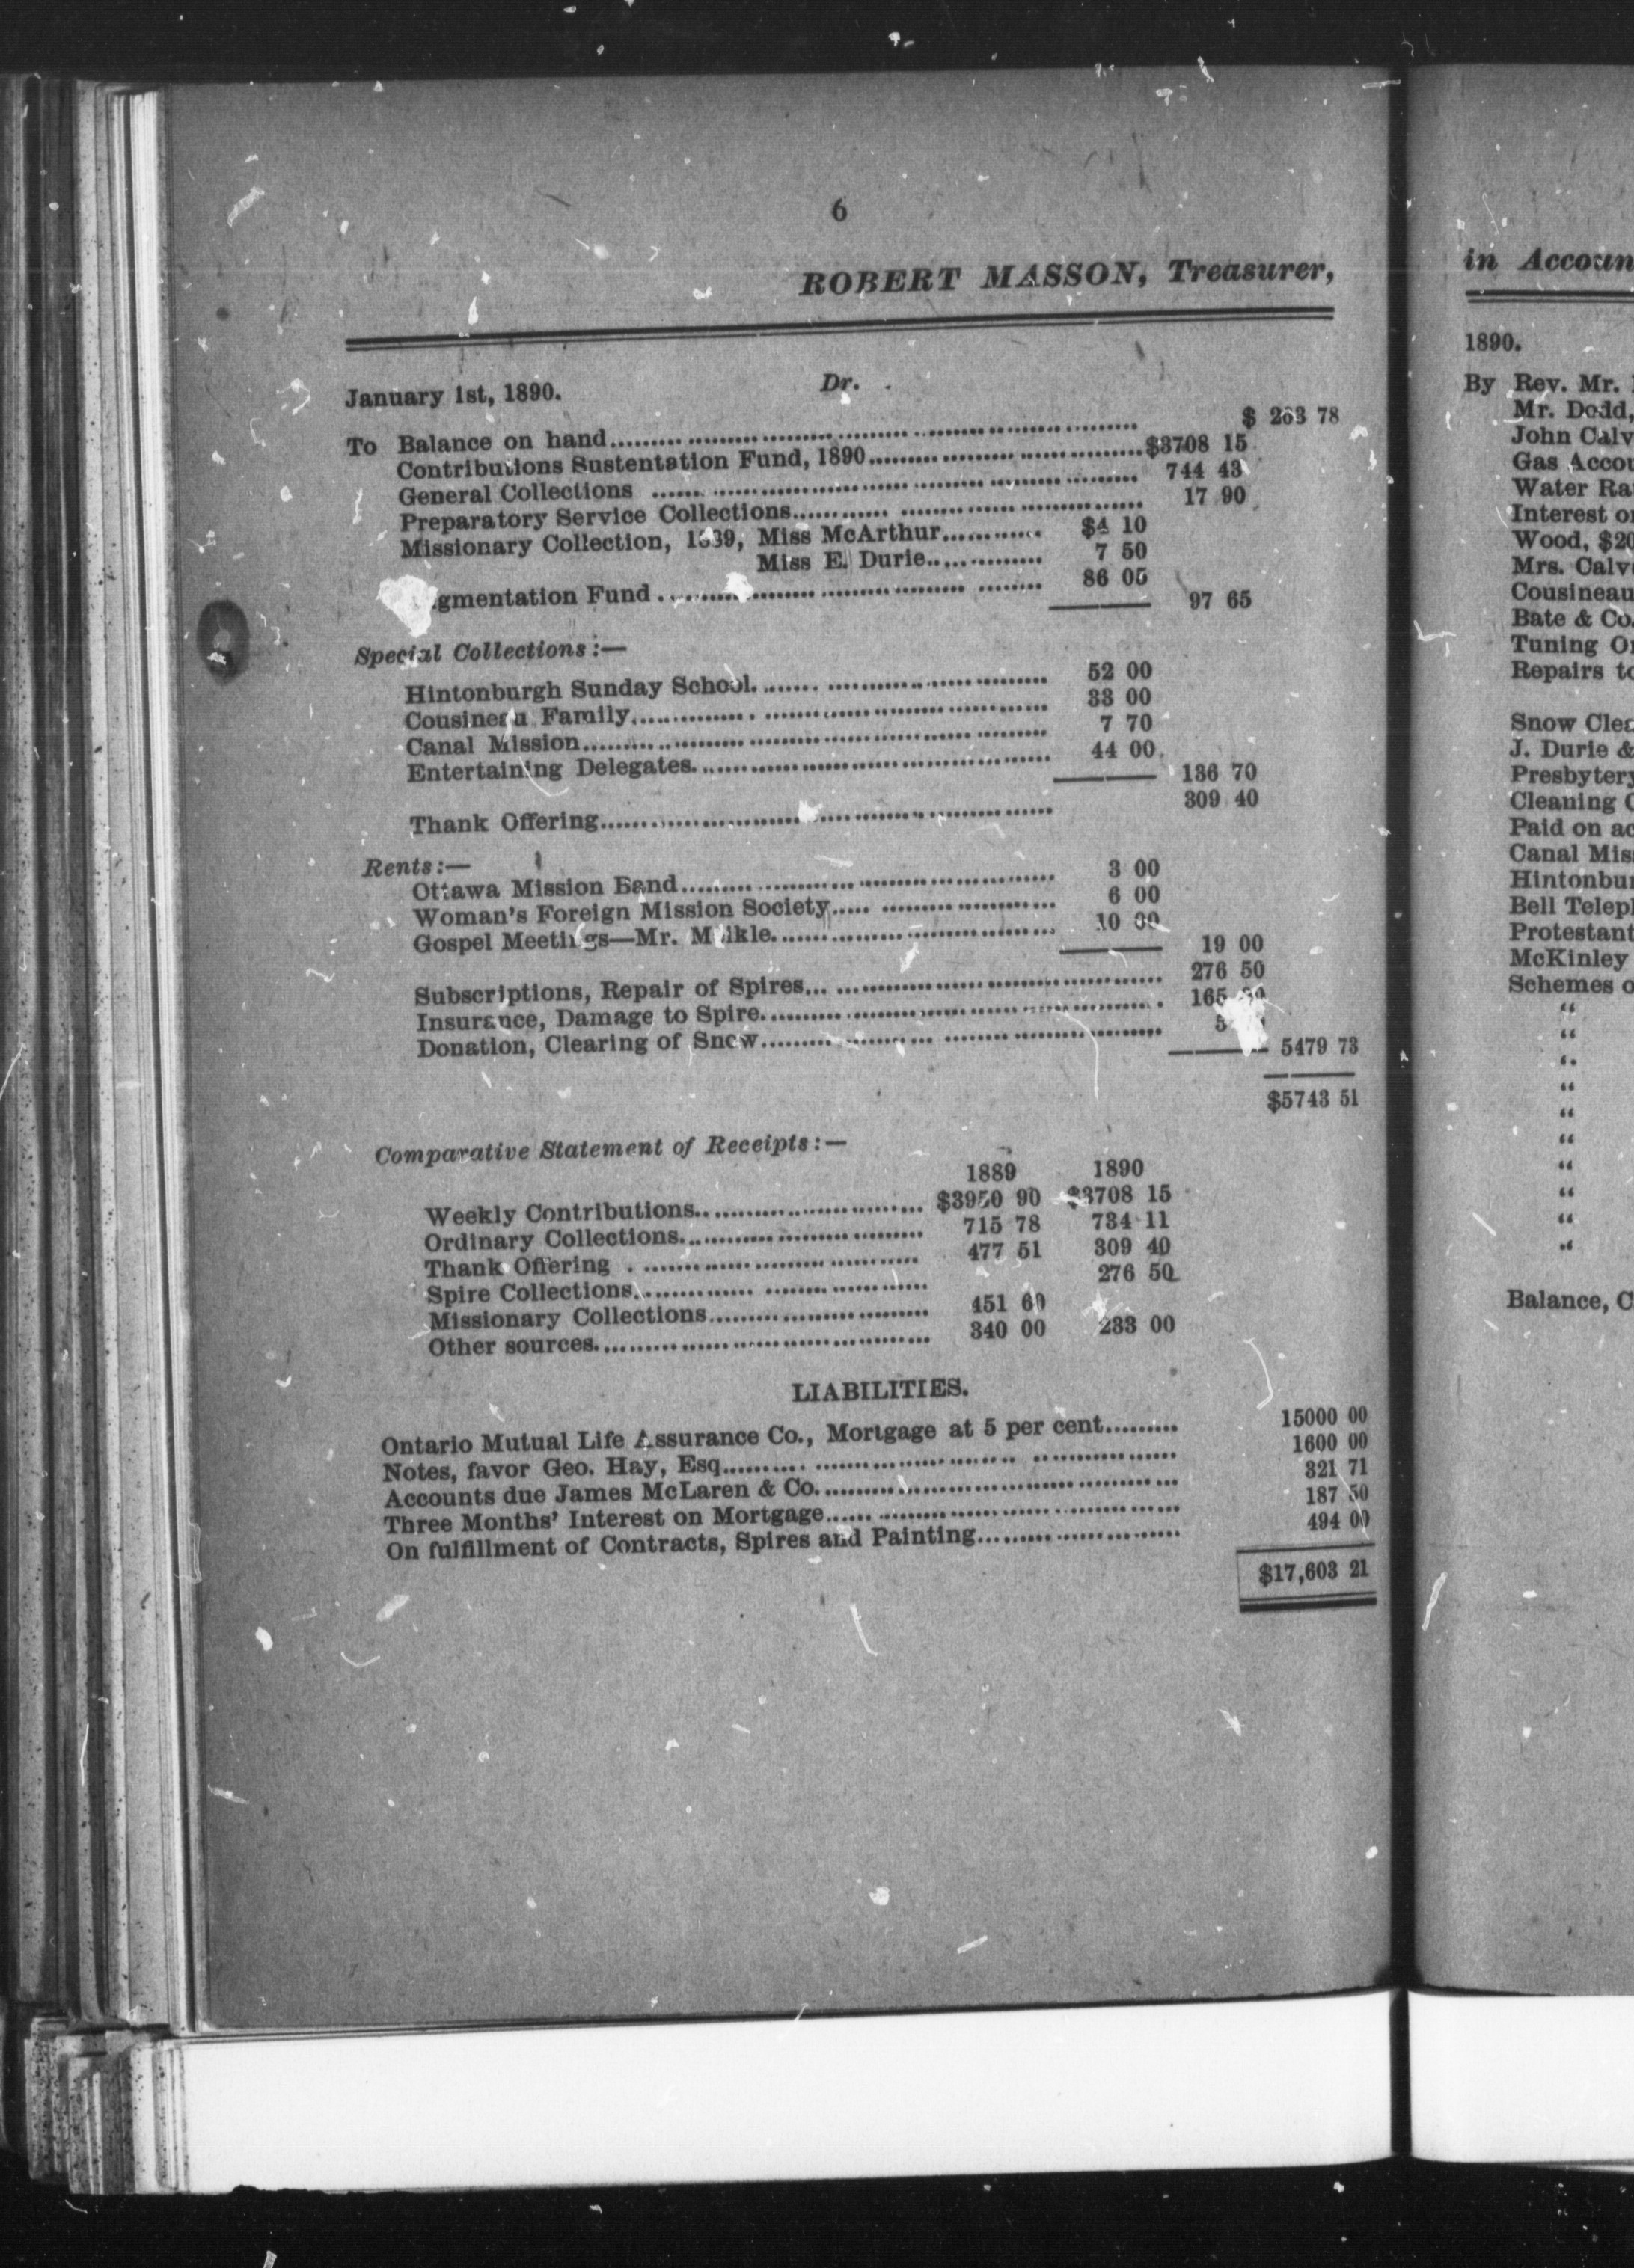 6
ROBERT MASSON, Treasurer,
January 1st, 1890. Dr.
To Balance on hand $ 263 78
Contributions Sustentation Fund, 1890 $3708 15
General Collections 744 43
Preparatory Service Collections 17 90
Missionary Collection, 1889, Miss McArthur $4 10
Miss E. Durie 7 50
gmentation Fund 86 05
97 65
Special Collections:—
Hintonburgh Sunday School 52 00
Cousineau Family 33 00
Canal Mission 7 70
Entertaining Delegates 44 00
136 70
Thank Offering 309 40
Rents:—
Ottawa Mission Band 3 00
Woman's Foreign Mission Society 6 00
Gospel Meetings—Mr. Meikle 10 00
19 00
Subscriptions, Repair of Spires 276 50
Insurance, Damage to Spire 165
Donation, Clearing of Snow 5
5479 73
$5743 51
Comparative Statement of Receipts:—
1889 1890
Weekly Contributions $3950 90 $3708 15
Ordinary Collections 715 78 734 11
Thank Offering 477 51 309 40
Spire Collections 276 50
Missionary Collections 451 60
Other sources 340 00 233 00
LIABILITIES.
Ontario Mutual Life Assurance Co., Mortgage at 5 per cent 15000 00
Notes, favor Geo. Hay, Esq 1600 00
Accounts due James McLaren & Co. 321 71
Three Months' Interest on Mortgage 187 50
On fulfillment of Contracts, Spires and Painting 494 00
$17,603 21
in Accoun
1890.
By Rev. Mr.
Mr. Dodd,
John Calv
Gas Accou
Water Ra
Interest o
Wood, $20
Mrs. Calv
Cousineau
Bate & Co.
Tuning O
Repairs to
Snow Clea
J. Durie &
Presbytery
Cleaning C
Paid on ac
Canal Mis
Hintonbur
Bell Telep
Protestant
McKinley
Schemes o
“
“
“
“
“
“
“
“
“
“
Balance, C